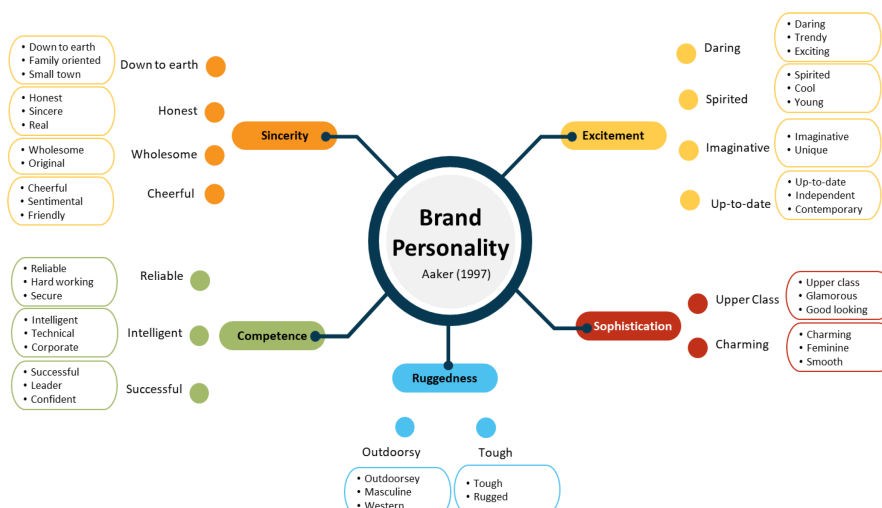 Brand
Personality
Aaker (1997)
Sincerity
Down to earth
• Down to earth
• Family oriented
• Small town
Honest
• Honest
• Sincere
• Real
Wholesome
• Wholesome
• Original
Cheerful
• Cheerful
• Sentimental
• Friendly
Excitement
Daring
• Daring
• Trendy
• Exciting
Spirited
• Spirited
• Cool
• Young
Imaginative
• Imaginative
• Unique
Up-to-date
• Up-to-date
• Independent
• Contemporary
Competence
Reliable
• Reliable
• Hard working
• Secure
Intelligent
• Intelligent
• Technical
• Corporate
Successful
• Successful
• Leader
• Confident
Sophistication
Upper Class
• Upper class
• Glamorous
• Good looking
Charming
• Charming
• Feminine
• Smooth
Ruggedness
Outdoorsy
• Outdoorsey
• Masculine
• Western
Tough
• Tough
• Rugged